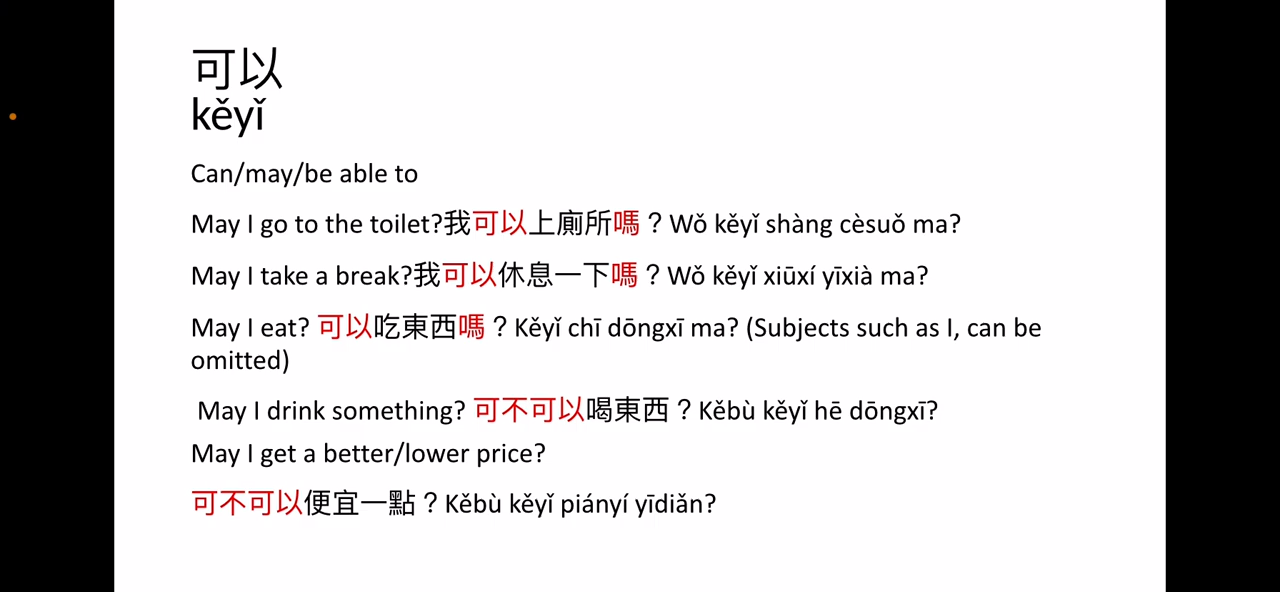 可以
kěyǐ
Can/may/be able to
May I go to the toilet?我可以上廁所嗎？Wǒ kěyǐ shàng cèsuǒ ma?
May I take a break?我可以休息一下嗎？Wǒ kěyǐ xiūxí yīxià ma?
May I eat? 可以吃東西嗎？Kěyǐ chī dōngxī ma? (Subjects such as I, can be
omitted)
May I drink something? 可不可以喝東西？Kěbù kěyǐ hē dōngxī?
May I get a better/lower price?
可不可以便宜一點？Kěbù kěyǐ piányí yīdiǎn?